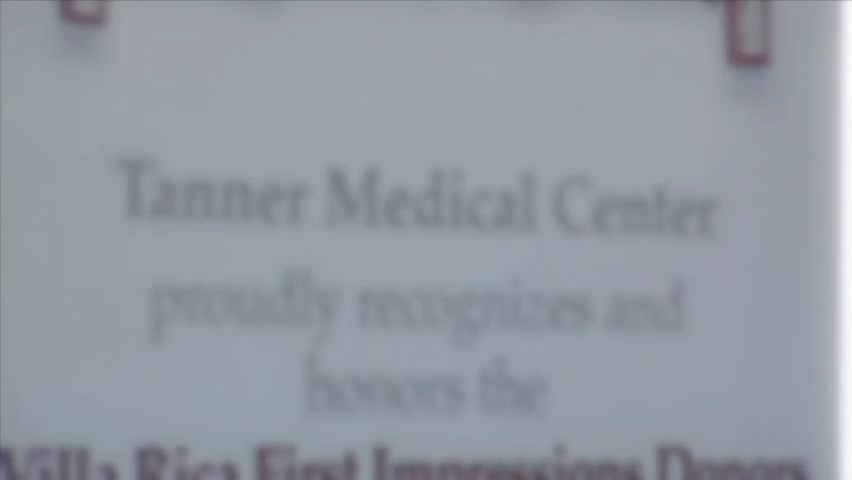 Tanner Medical Center
proudly recognizes and
honors the
Villa Rica First Impressions Donors